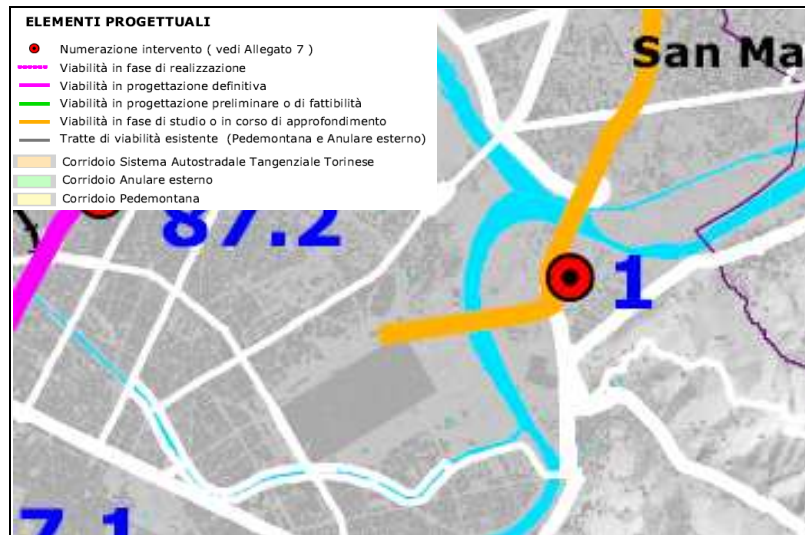 ELEMENTI PROGETTUALI
Numerazione intervento ( vedi Allegato 7 )
Viabilità in fase di realizzazione
Viabilità in progettazione definitiva
Viabilità in progettazione preliminare o di fattibilità
Viabilità in fase di studio o in corso di approfondimento
Tratte di viabilità esistente (Pedemontana e Anulare esterno)
Corridoio Sistema Autostradale Tangenziale Torinese
Corridoio Anulare esterno
Corridoio Pedemontana
San Ma
87.2
1
7.1